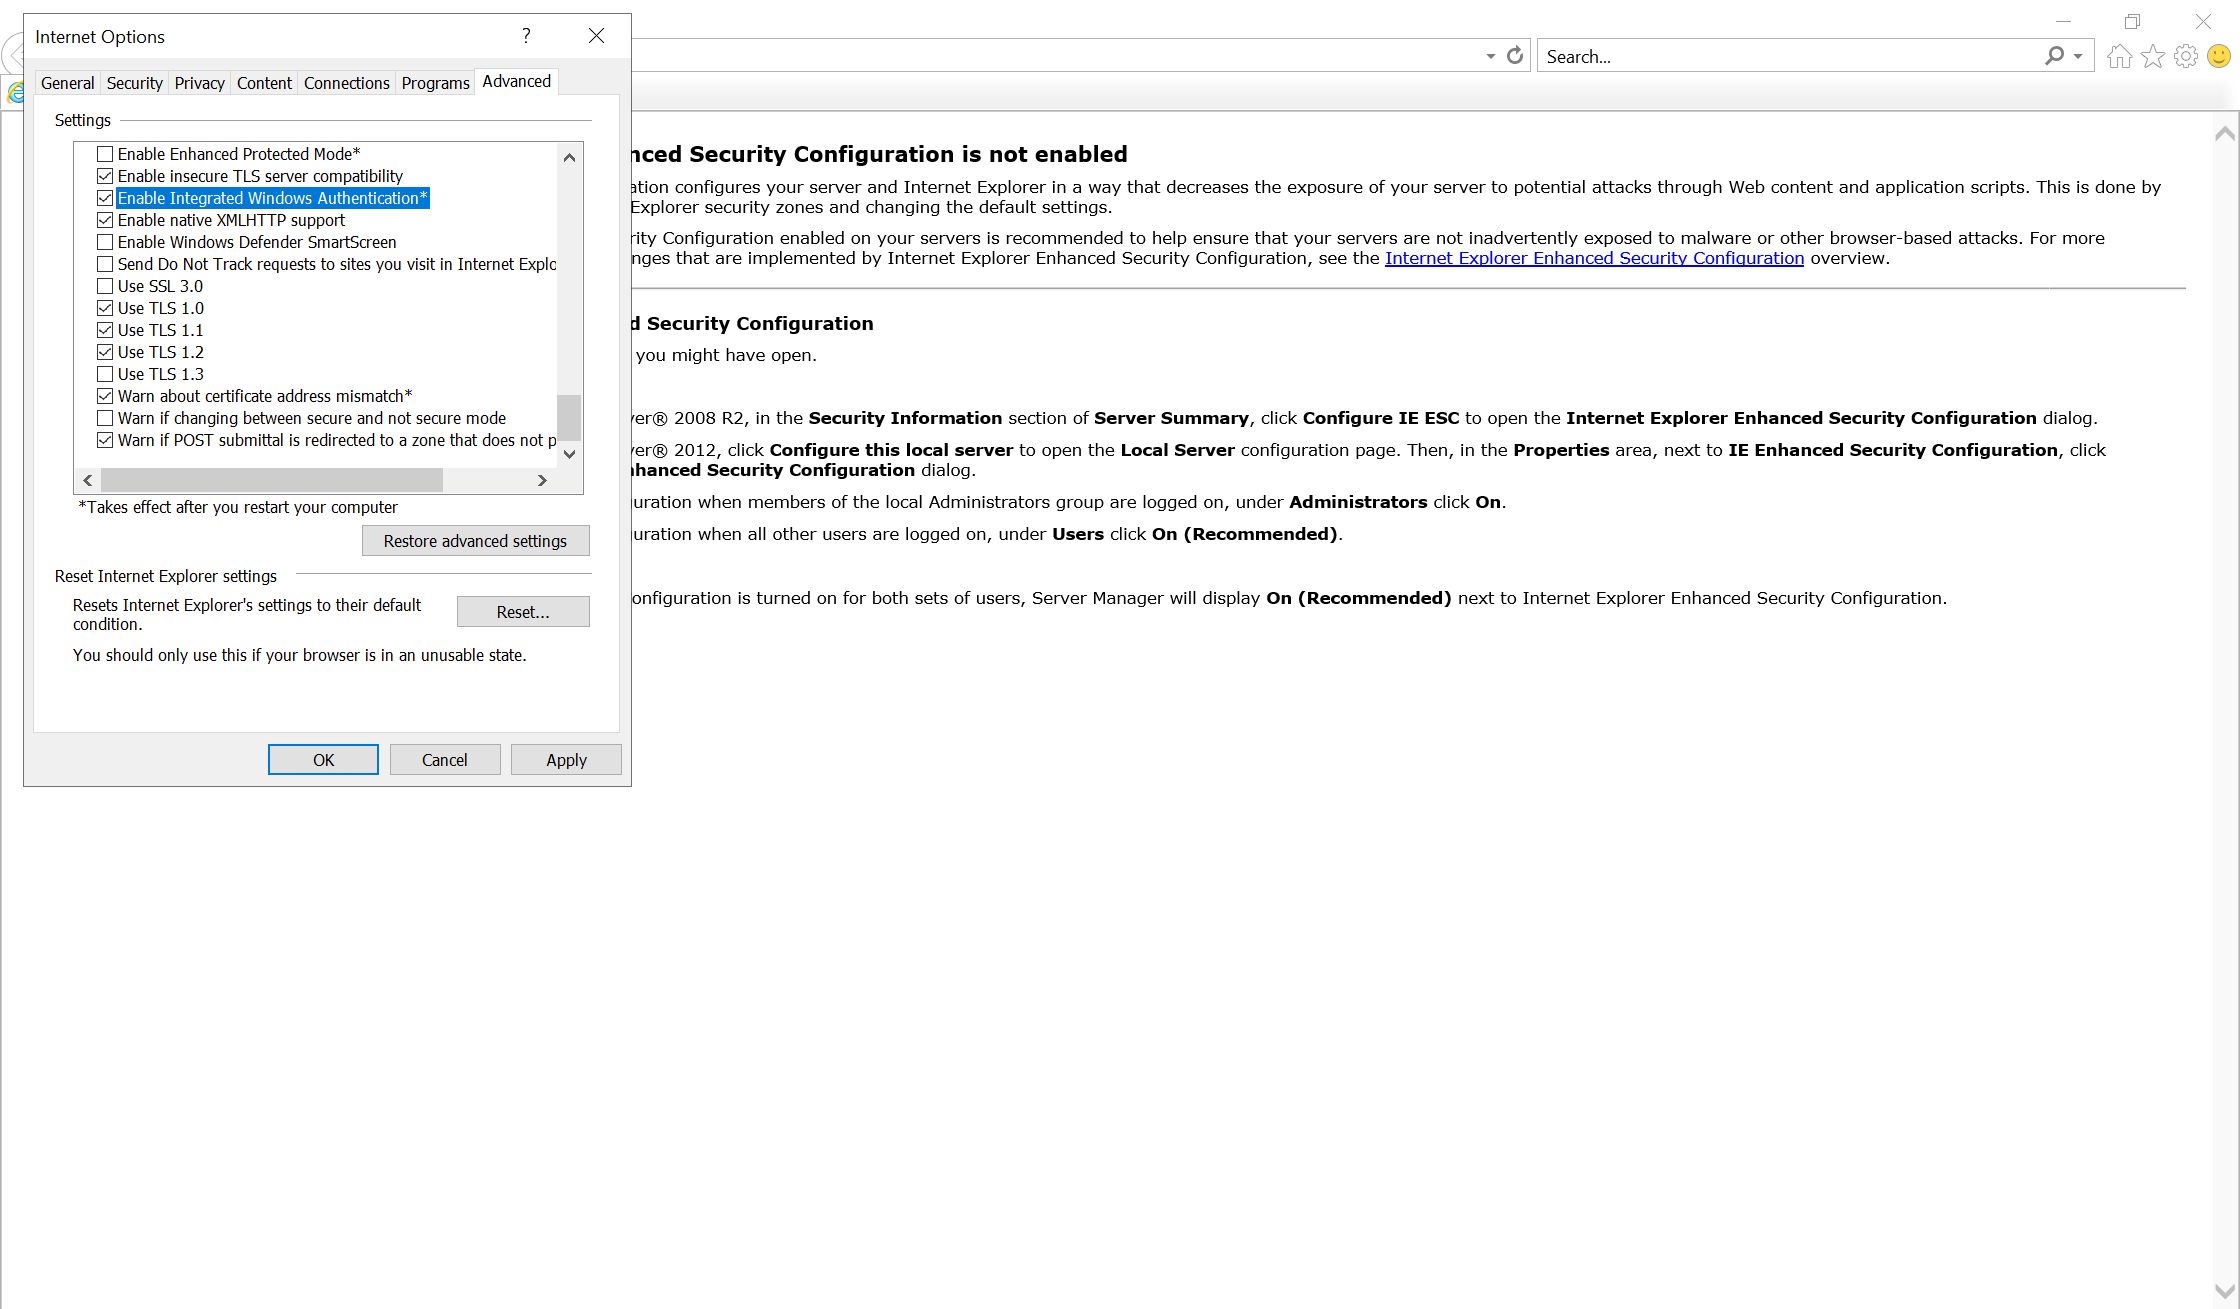 Internet Options
?
General Security Privacy Content Connections Programs Advanced
Search...
Settings
Enable Enhanced Protected Mode*
Enable insecure TLS server compatibility
Enable Integrated Windows Authentication*
Enable native XMLHTTP support
Enable Windows Defender SmartScreen
Send Do Not Track requests to sites you visit in Internet Explo
Use SSL 3.0
Use TLS 1.0
Use TLS 1.1
Use TLS 1.2
Use TLS 1.3
Warn about certificate address mismatch*
Warn if changing between secure and not secure mode
Warn if POST submittal is redirected to a zone that does not p
*Takes effect after you restart your computer
Restore advanced settings
Reset Internet Explorer settings
Resets Internet Explorer's settings to their default
condition.
Reset...
You should only use this if your browser is in an unusable state.
OK Cancel Apply
nced Security Configuration is not enabled
ation configures your server and Internet Explorer in a way that decreases the exposure of your server to potential attacks through Web content and application scripts. This is done by
Explorer security zones and changing the default settings.
rity Configuration enabled on your servers is recommended to help ensure that your servers are not inadvertently exposed to malware or other browser-based attacks. For more
nges that are implemented by Internet Explorer Enhanced Security Configuration, see the Internet Explorer Enhanced Security Configuration overview.
d Security Configuration
you might have open.
ver® 2008 R2, in the Security Information section of Server Summary, click Configure IE ESC to open the Internet Explorer Enhanced Security Configuration dialog.
ver® 2012, click Configure this local server to open the Local Server configuration page. Then, in the Properties area, next to IE Enhanced Security Configuration, click
nhanced Security Configuration dialog.
uration when members of the local Administrators group are logged on, under Administrators click On.
uration when all other users are logged on, under Users click On (Recommended).
onfiguration is turned on for both sets of users, Server Manager will display On (Recommended) next to Internet Explorer Enhanced Security Configuration.